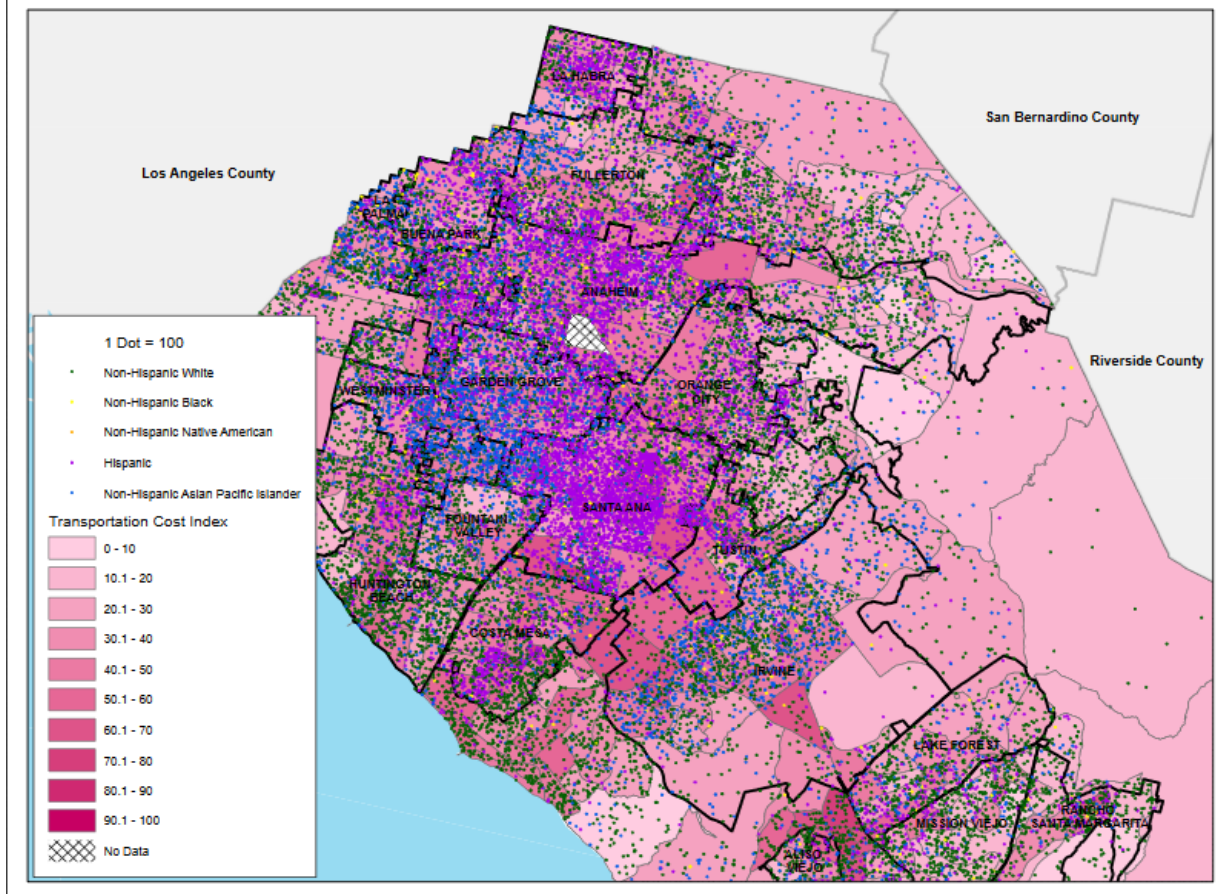 LA HABRA
San Bernardino County
Los Angeles County
FULLERTON
LA
PALMA
BUENA PARK
ANAHEIM
Riverside County
1 Dot = 100
Non-Hispanic White
Non-Hispanic Black
Non-Hispanic Native American
Hispanic
Non-Hispanic Asian Pacific Islander
Transportation Cost Index
0 - 10
10.1 - 20
20.1 - 30
30.1 - 40
40.1 - 50
50.1 - 60
60.1 - 70
70.1 - 80
80.1 - 90
90.1 - 100
No Data
WESTMINSTER
GARDEN GROVE
ORANGE
CITY
SANTA ANA
FOUNTAIN
VALLEY
TUSTIN
HUNTINGTON
BEACH
COSTA MESA
IRVINE
LAKE FOREST
MISSION VIEJO
RANCHO
SANTA MARGARITA
ALISO
VIEJO